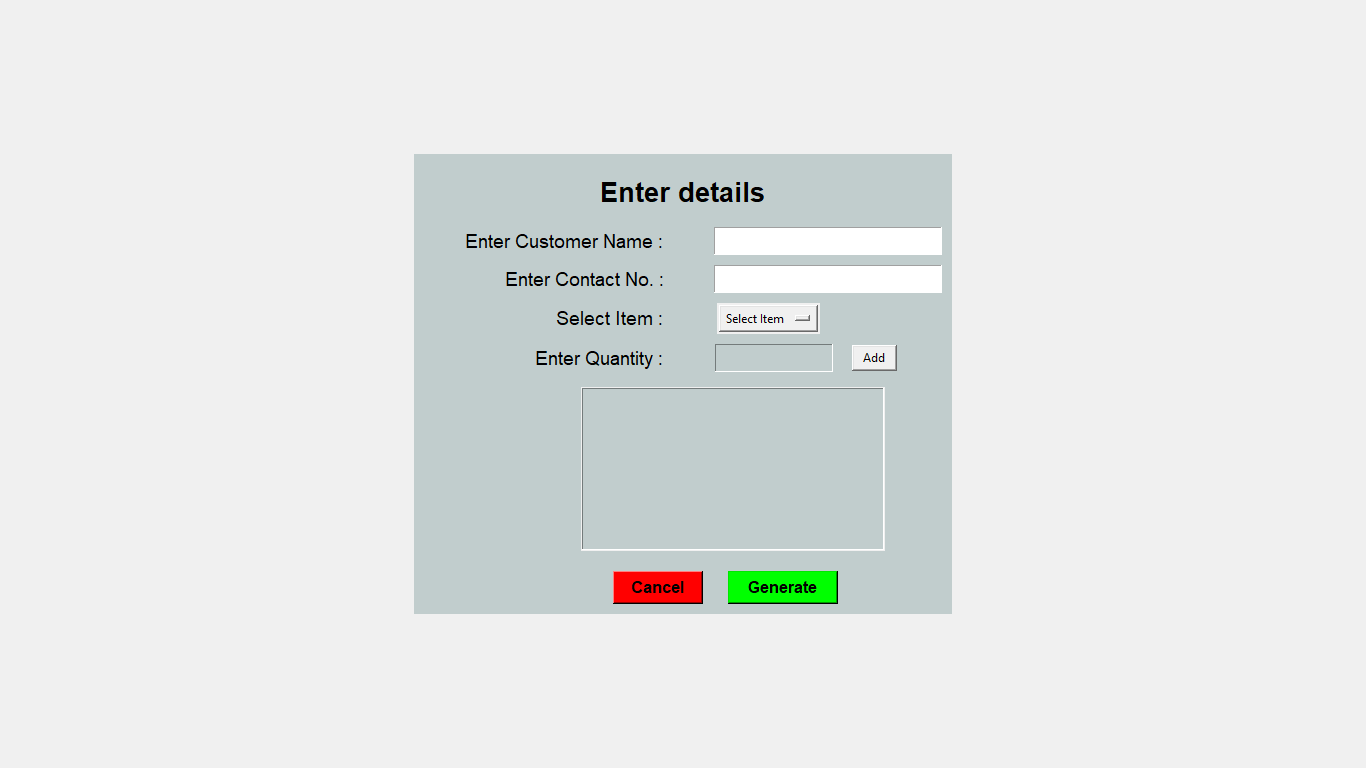 Enter details
Enter Customer Name :
Enter Contact No. :
Select Item : Select Item
Enter Quantity : Add
Cancel Generate